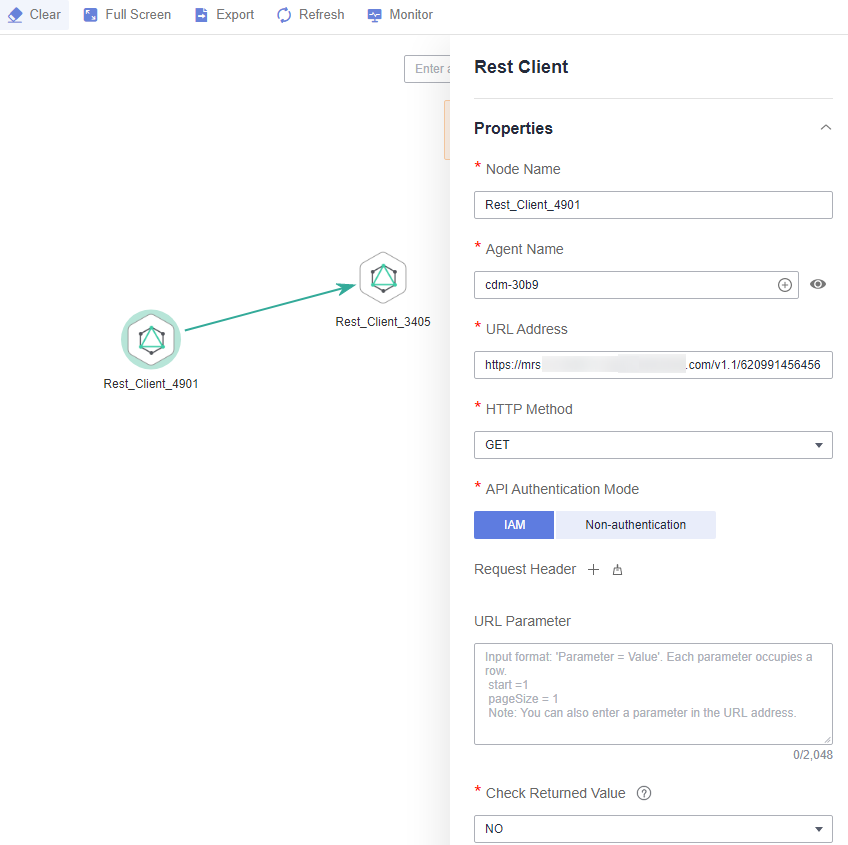 Clear Full Screen Export Refresh Monitor
Enter a
Rest_Client_3405
Rest_Client_4901
Rest Client
Properties
* Node Name
Rest_Client_4901
* Agent Name
cdm-30b9
* URL Address
https://mrs .com/v1.1/620991456456
* HTTP Method
GET
* API Authentication Mode
IAM Non-authentication
Request Header
URL Parameter
Input format: 'Parameter = Value'. Each parameter occupies a
row.
start =1
pageSize = 1
Note: You can also enter a parameter in the URL address.
0/2,048
* Check Returned Value
NO